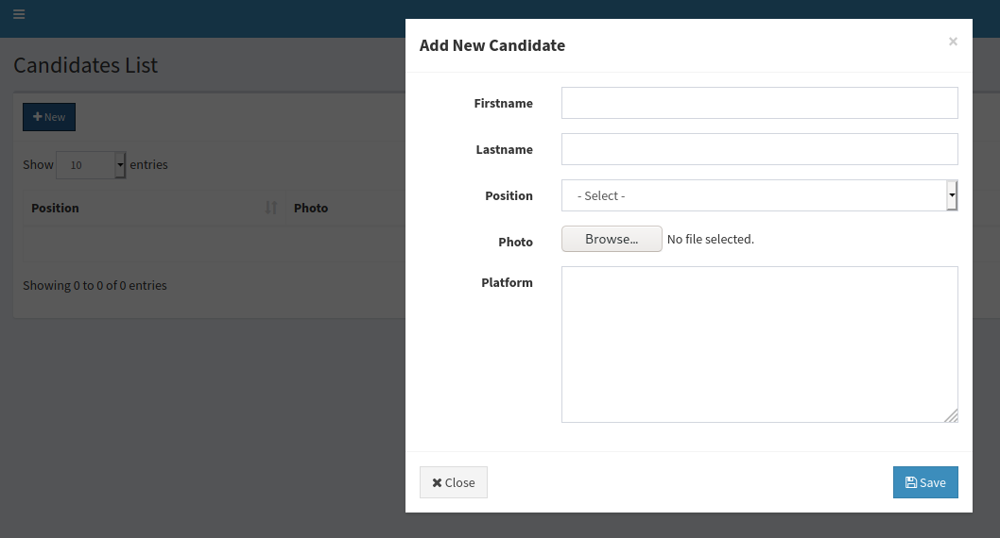 Add New Candidate ×
Candidates List
Firstname
New
Lastname
Show 10 entries
Position - Select -
Position Photo
Photo Browse... No file selected.
Platform
Showing 0 to 0 of 0 entries
Close Save